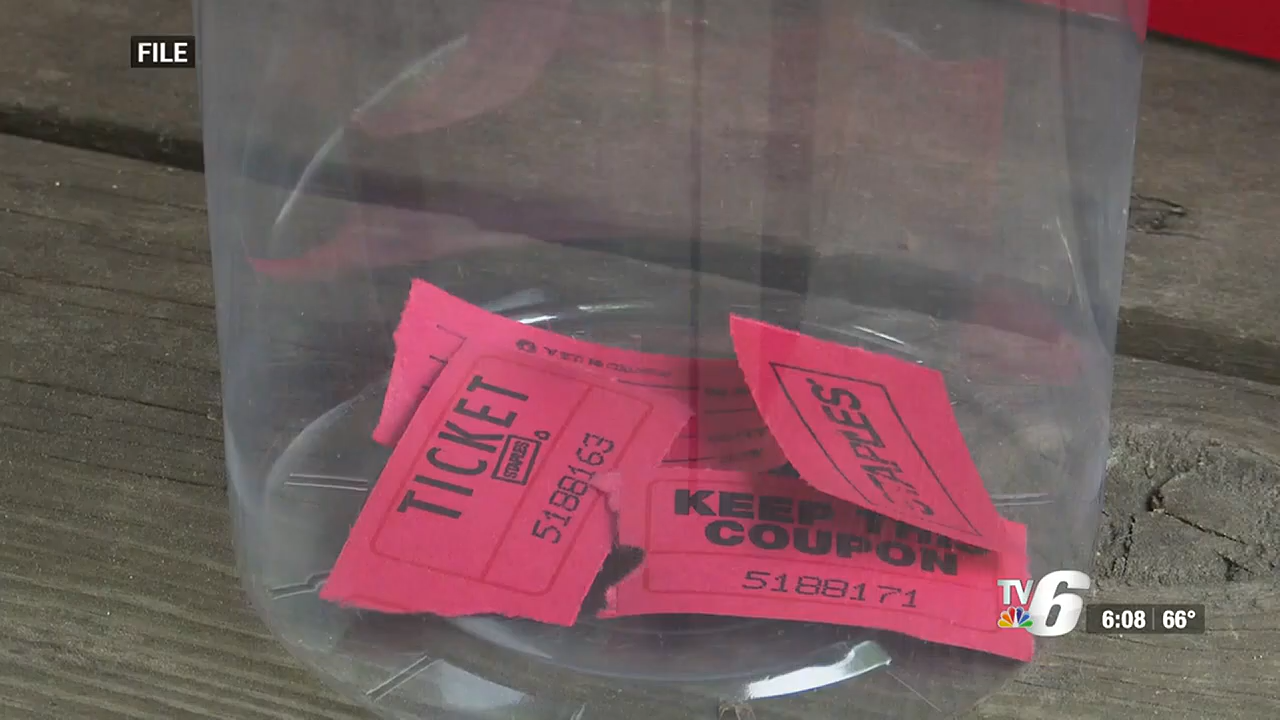 FILE
TICKET
STAPLES
5188163
STAPLES
KEEP THIS
COUPON
5188171
TV6
6:08 66°